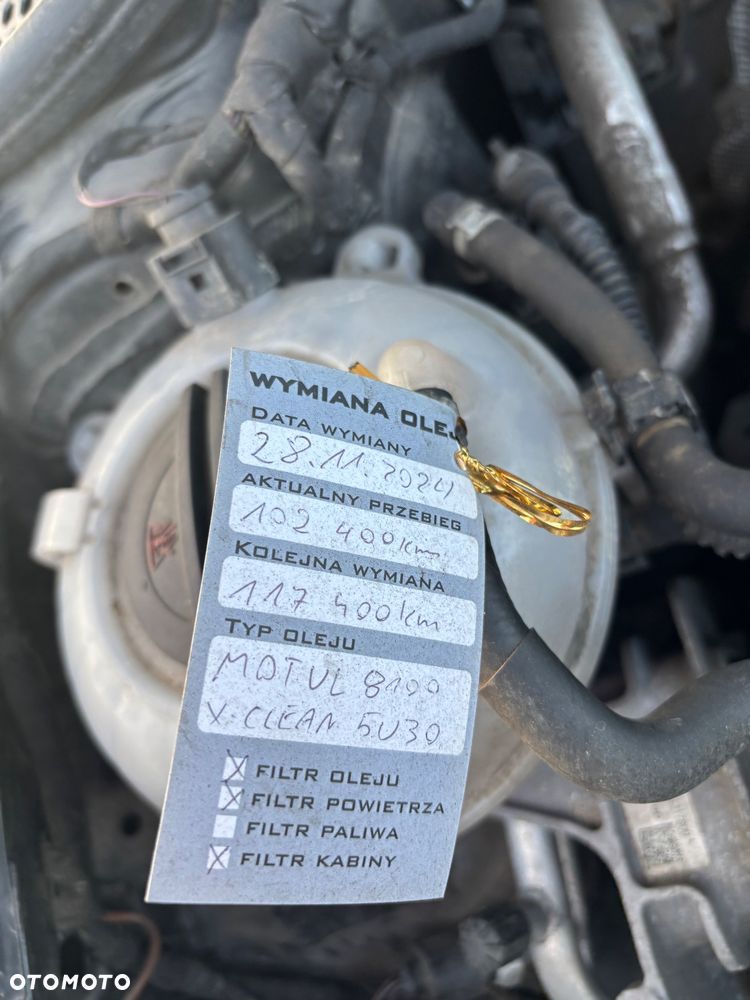 WYMIANA OLEJ
DATA WYMIANY
28.11.2024
AKTUALNY PRZEBIEG
102 400km
KOLEJNA WYMIANA
117 400km
TYP OLEJU
MOTUL 8100
X-CLEAN 5W30
FILTR OLEJU
FILTR POWIETRZA
FILTR PALIWA
FILTR KABINY
OTOMOTO